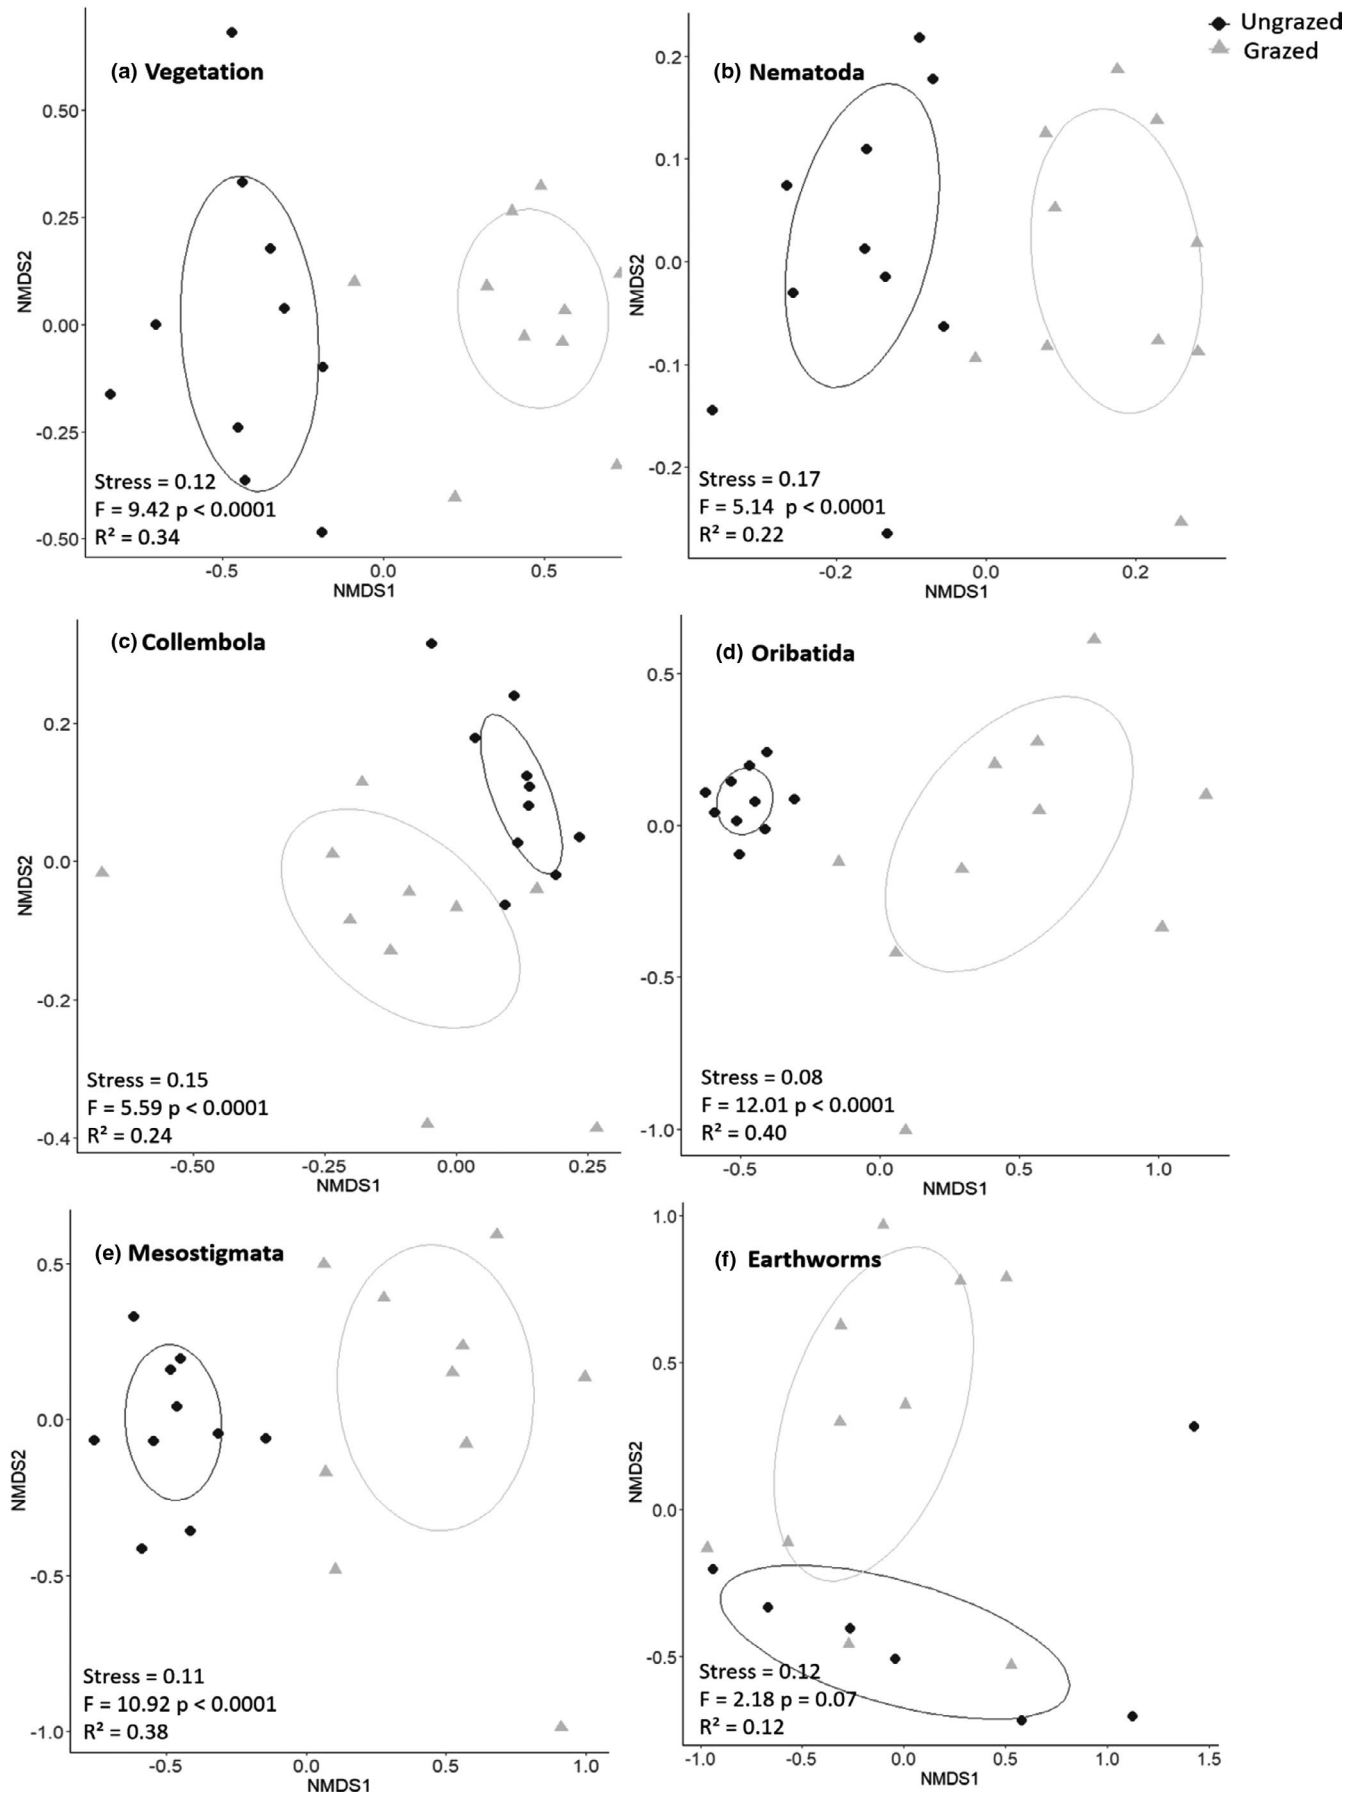 Ungrazed
Grazed
(a) Vegetation
0.50
0.25
0.00
-0.25
-0.50
NMDS2
Stress = 0.12
F = 9.42 p < 0.0001
R² = 0.34
-0.5 0.0 0.5
NMDS1
(b) Nematoda
0.2
0.1
0.0
-0.1
-0.2
NMDS2
Stress = 0.17
F = 5.14 p < 0.0001
R² = 0.22
-0.2 0.0 0.2
NMDS1
(c) Collembola
0.2
0.0
-0.2
-0.4
NMDS2
Stress = 0.15
F = 5.59 p < 0.0001
R² = 0.24
-0.50 -0.25 0.00 0.25
NMDS1
(d) Oribatida
0.5
0.0
-0.5
-1.0
Stress = 0.08
F = 12.01 p < 0.0001
R² = 0.40
-0.5 0.0 0.5 1.0
NMDS1
(e) Mesostigmata
0.5
0.0
-0.5
-1.0
NMDS2
Stress = 0.11
F = 10.92 p < 0.0001
R² = 0.38
-0.5 0.0 0.5 1.0
NMDS1
(f) Earthworms
1.0
0.5
0.0
-0.5
NMDS2
Stress = 0.12
F = 2.18 p = 0.07
R² = 0.12
-1.0 -0.5 0.0 0.5 1.0 1.5
NMDS1